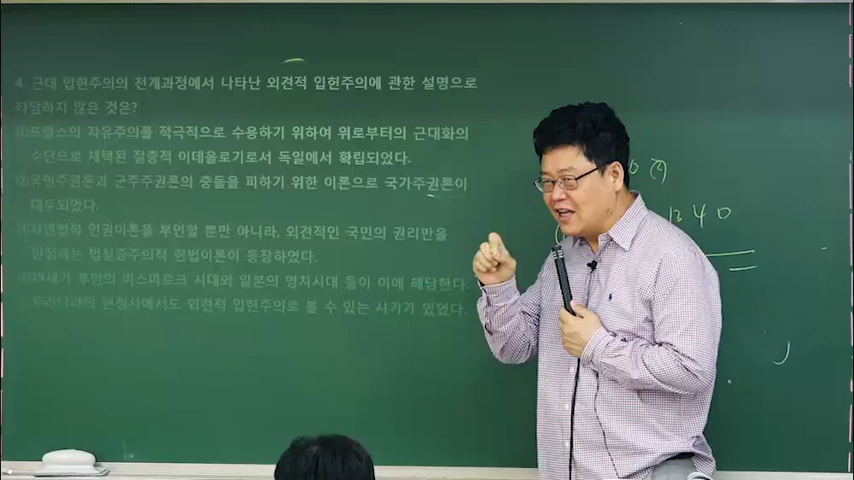 4. 근대 입헌주의의 전개과정에서 나타난 외견적 입헌주의에 관한 설명으로
타당하지 않은 것은?
①프랑스의 자유주의를 적극적으로 수용하기 위하여 위로부터의 근대화의
수단으로 채택된 절충적 이데올로기로서 독일에서 확립되었다.
②국민주권론과 군주주권론의 충돌을 피하기 위한 이론으로 국가주권론이
대두되었다.
③자연법적 인권이론을 부인할 뿐만 아니라, 외견적인 국민의 권리만을
인정하는 법실증주의적 헌법이론이 등장하였다.
④19세기 후반의 비스마르크 시대와 일본의 명치시대 등이 이에 해당한다.
우리나라의 헌정사에서도 외견적 입헌주의로 볼 수 있는 시기가 있었다.
340